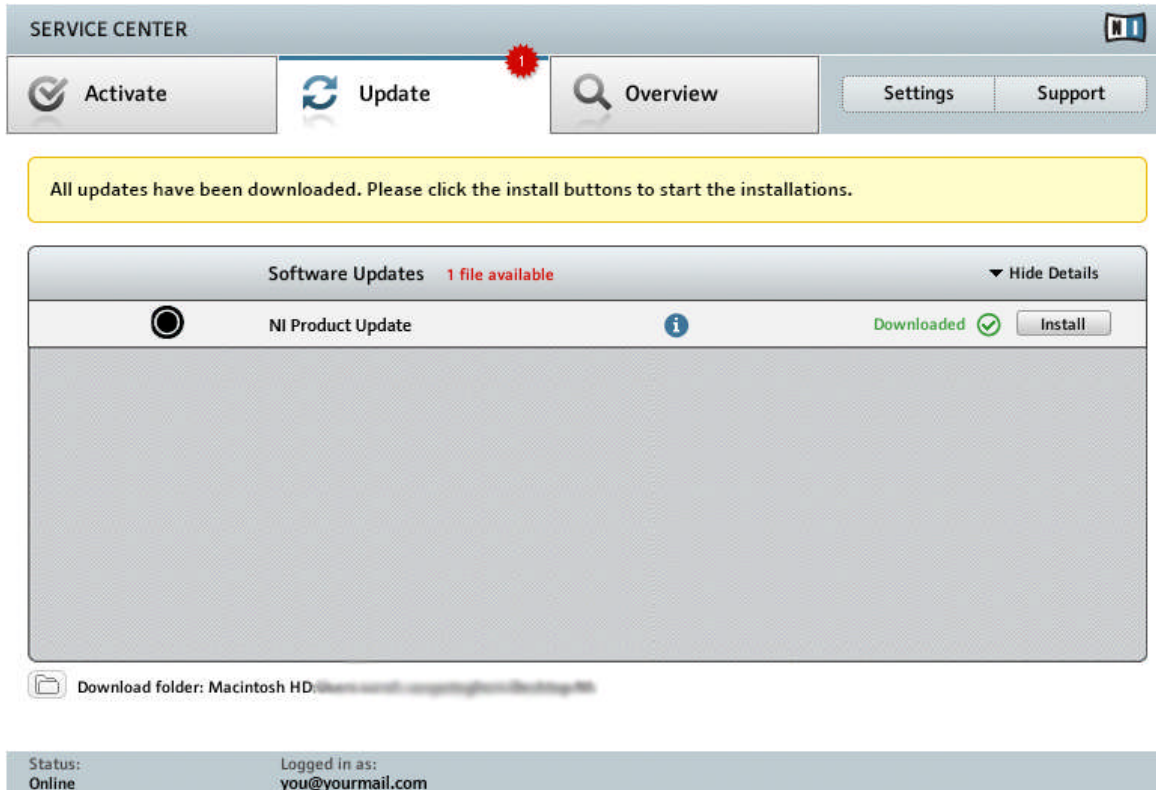 SERVICE CENTER
NI
Activate
Update
1
Overview
Settings
Support
All updates have been downloaded. Please click the install buttons to start the installations.
Software Updates 1 file available
Hide Details
NI Product Update
i
Downloaded
Install
Download folder: Macintosh HD:
Status:
Online
Logged in as:
you@yourmail.com